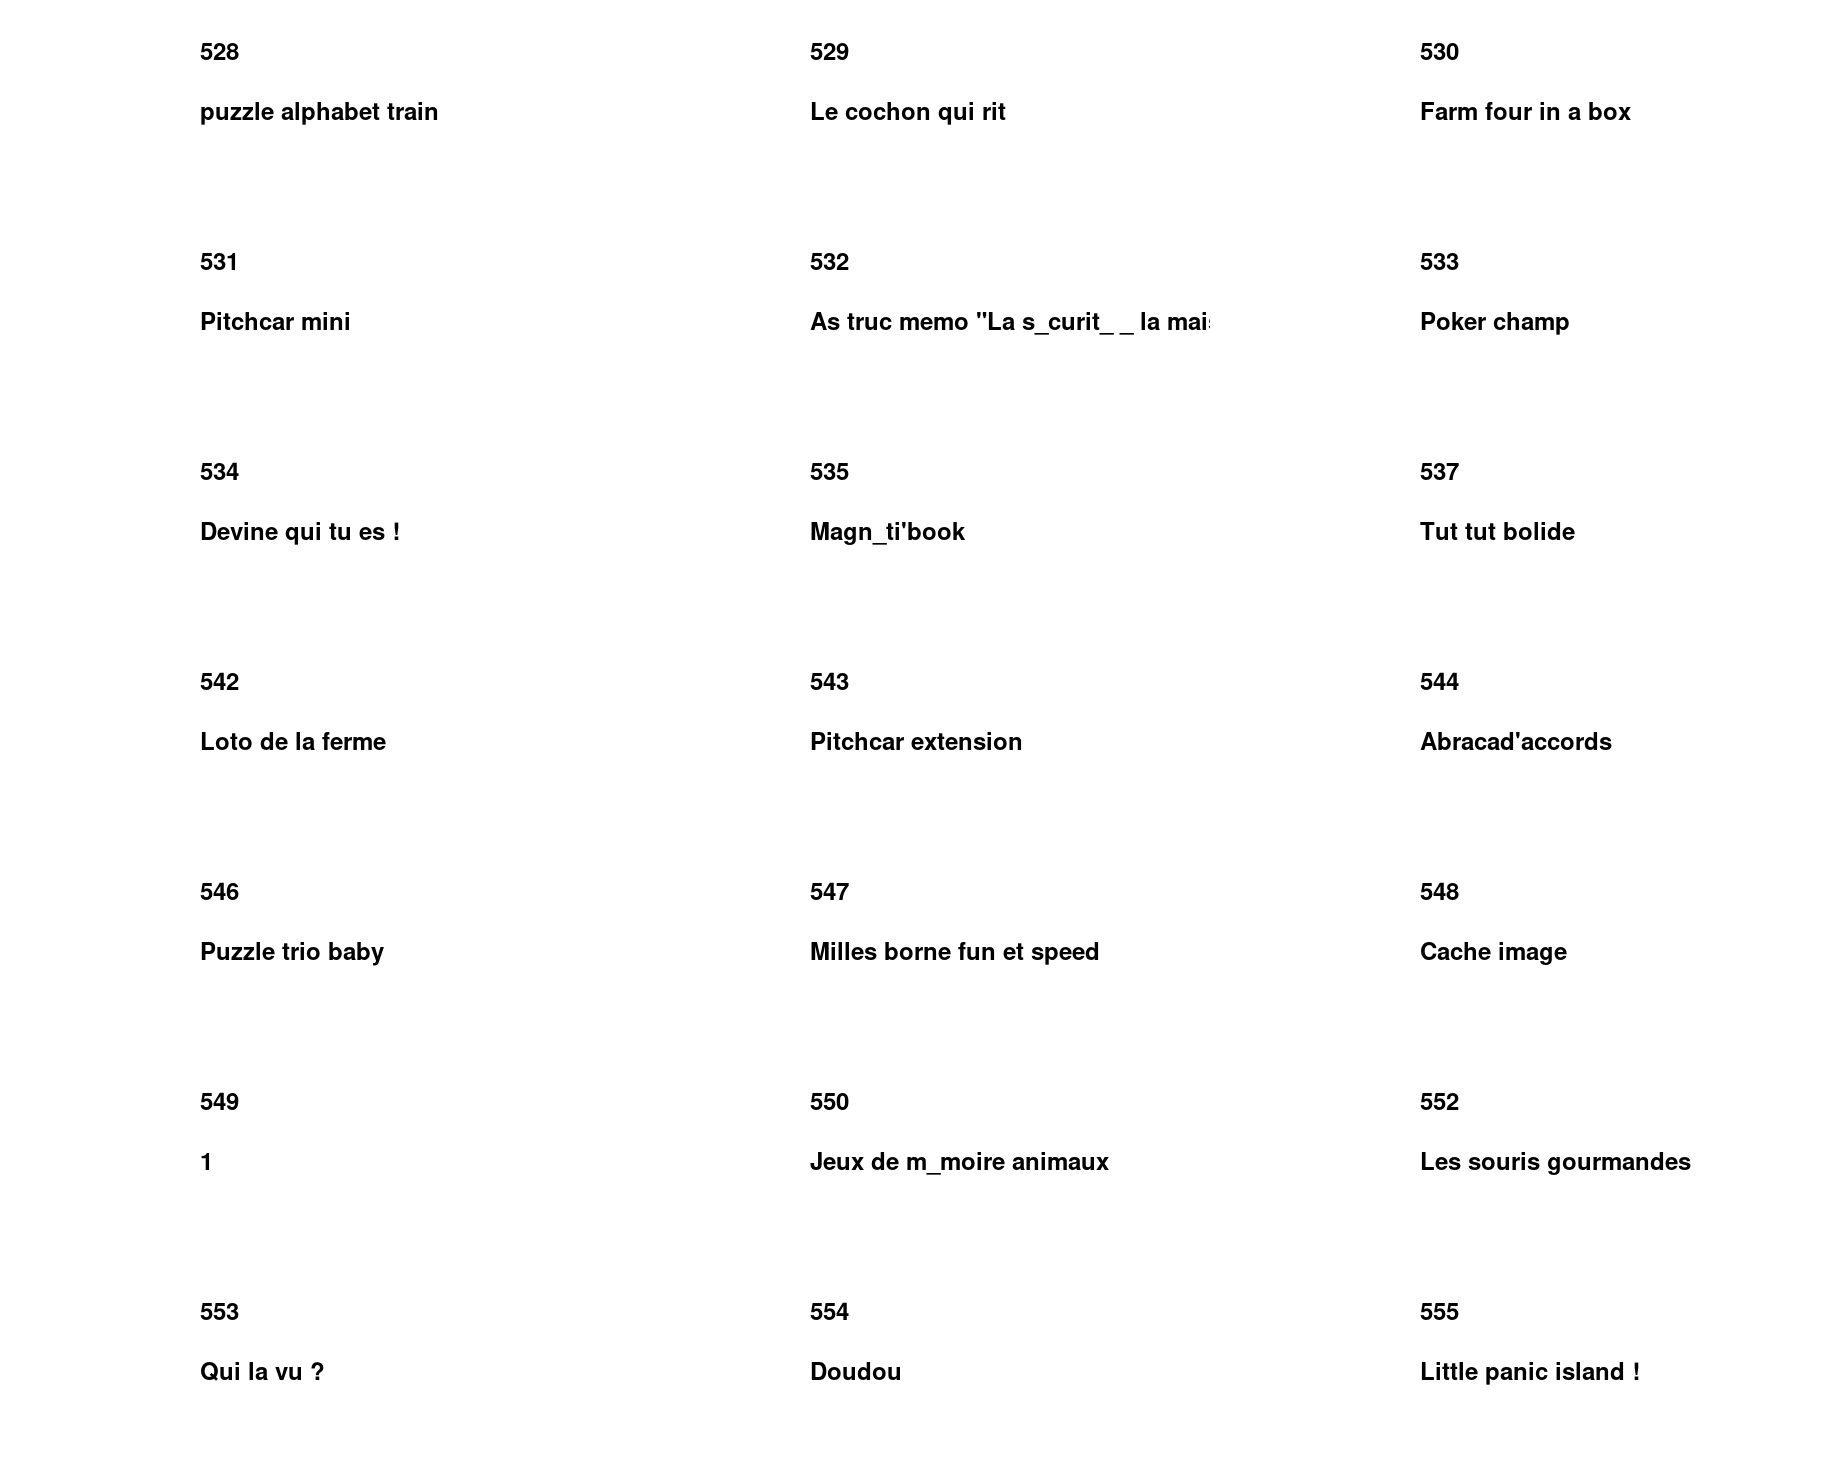 528
puzzle alphabet train
529
Le cochon qui rit
530
Farm four in a box
531
Pitchcar mini
532
As truc memo "La s_curit_ _ la mais
533
Poker champ
534
Devine qui tu es !
535
Magn_ti'book
537
Tut tut bolide
542
Loto de la ferme
543
Pitchcar extension
544
Abracad'accords
546
Puzzle trio baby
547
Milles borne fun et speed
548
Cache image
549
1
550
Jeux de m_moire animaux
552
Les souris gourmandes
553
Qui la vu ?
554
Doudou
555
Little panic island !